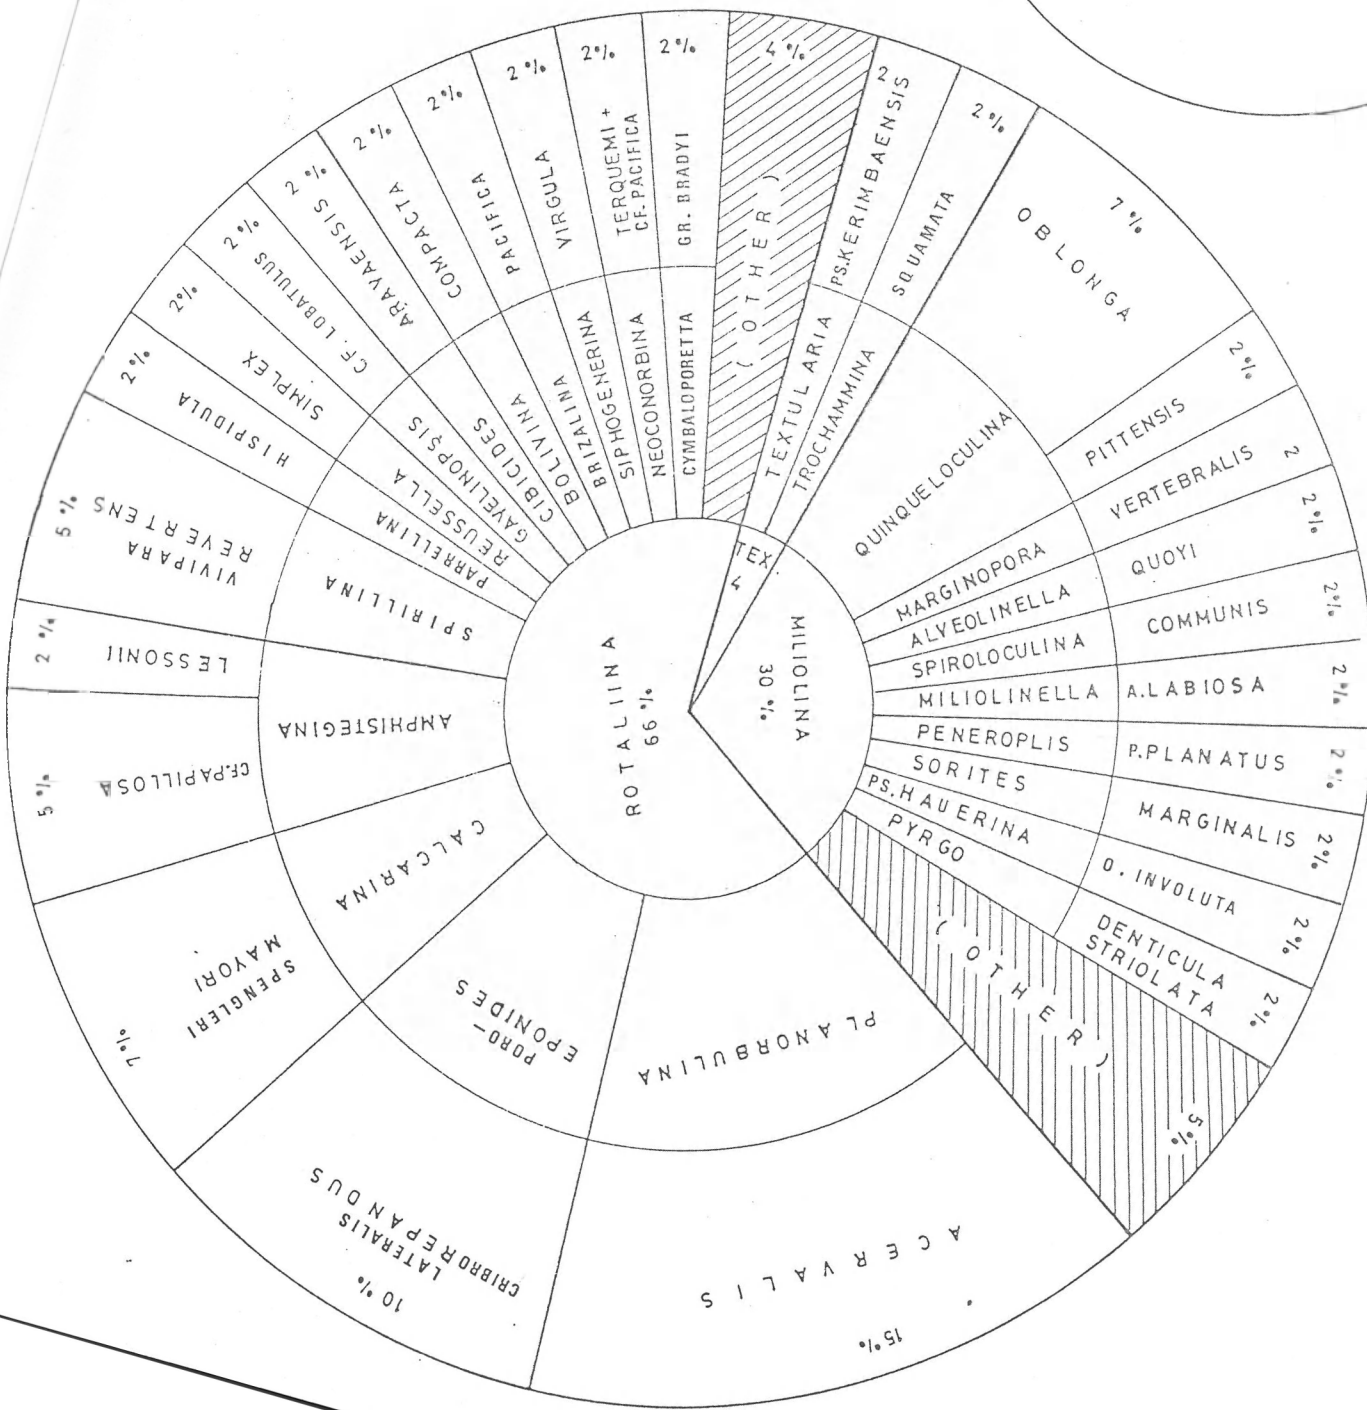 ROTALIINA
66 %
TEX
4
MILIOLINA
30 %
(OTHER)
4 %
TEXTULARIA
PS.KERIMBAENSIS
2
TROCHAMMINA
SQUAMATA
2%
QUINQUELOCULINA
OBLONGA
7 %
PITTENSIS
2 %
MARGINOPORA
VERTEBRALIS
2
ALVEOLINELLA
QUOYI
2%
SPIROLOCULINA
COMMUNIS
2%
MILIOLINELLA
A.LABIOSA
2%
PENEROPLIS
P.PLANATUS
2%
SORITES
MARGINALIS
2%
PS.HAUERINA
O. INVOLUTA
2%
PYRGO
DENTICULA
STRIOLATA
2%
(OTHER)
5%
PLANORBULINA
ACERVALIS
15%
PORO-
EPONIDES
LATERALIS
CRIBROREPANDUS
10 %
CALCARINA
SPENGLERI
MAYORI
7%
AMPHISTEGINA
CF.PAPILLOSA
5%
LESSONII
2 %
SPIRILLINA
VIVIPARA
REVERTENS
5 %
PARRELLINA
HISPIDULA
2 %
REUSSELLA
SIMPLEX
2%
GAVELINOPSIS
CF. LOBATULUS
2%
CIBICIDES
ARAVAENSIS
2 %
BOLIVINA
COMPACTA
2 %
BRIZALINA
PACIFICA
2%
SIPHOGENERINA
VIRGULA
2 %
NEOCONORBINA
TERQUEMI +
CF. PACIFICA
2%
CYMBALOPORETTA
GR. BRADYI
2%